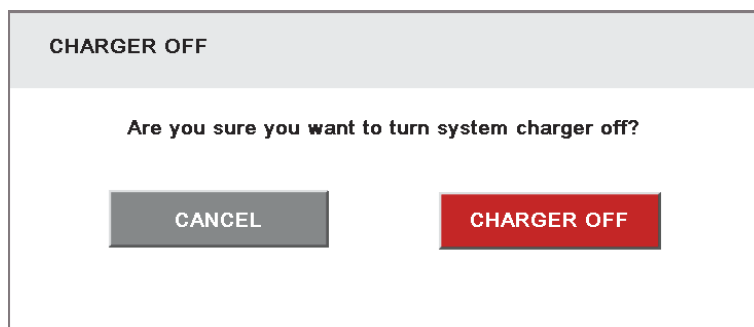 CHARGER OFF
Are you sure you want to turn system charger off?
CANCEL
CHARGER OFF